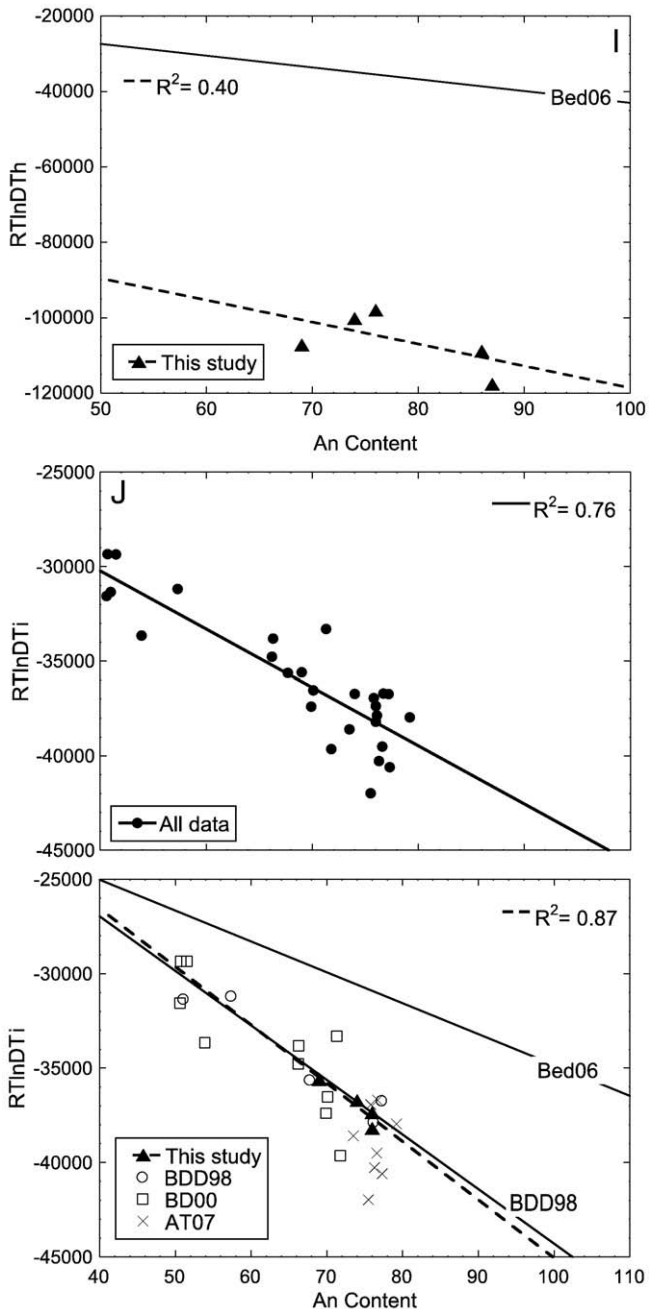 -20000
I
R²= 0.40
Bed06
-40000
-60000
RTlnDTh
-80000
-100000
This study
-120000
50 60 70 80 90 100
An Content
-25000
J
R²= 0.76
-30000
RTlnDTi
-35000
-40000
All data
-45000
-25000
R²= 0.87
-30000
RTlnDTi
-35000
Bed06
This study
-40000
BDD98
BD00
BDD98
AT07
-45000
40 50 60 70 80 90 100 110
An Content